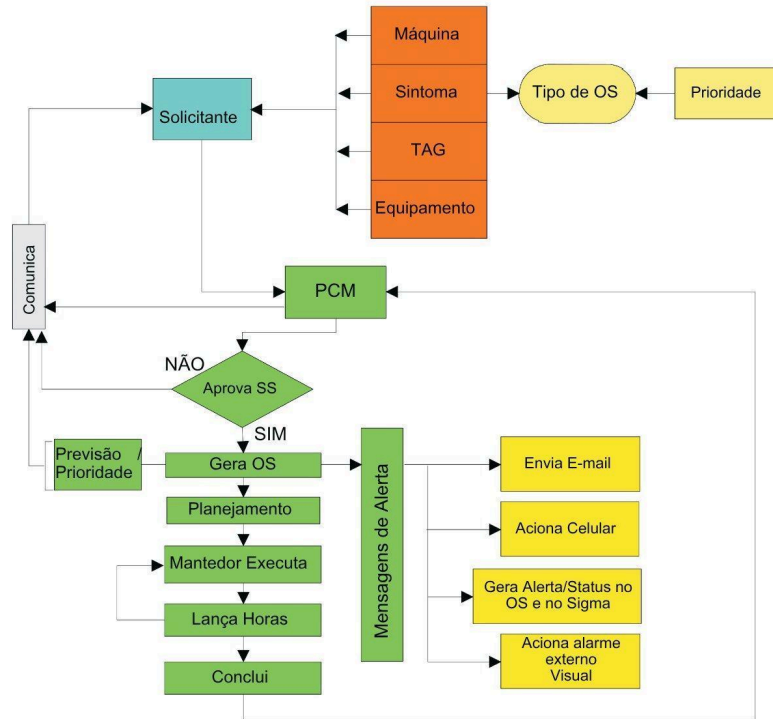 Máquina
Solicitante
Sintoma
Tipo de OS
Prioridade
TAG
Equipamento
Comunica
PCM
NÃO
Aprova SS
SIM
Previsão /
Prioridade
Gera OS
Planejamento
Mantedor Executa
Lança Horas
Conclui
Mensagens de Alerta
Envia E-mail
Aciona Celular
Gera Alerta/Status no
OS e no Sigma
Aciona alarme
externo
Visual